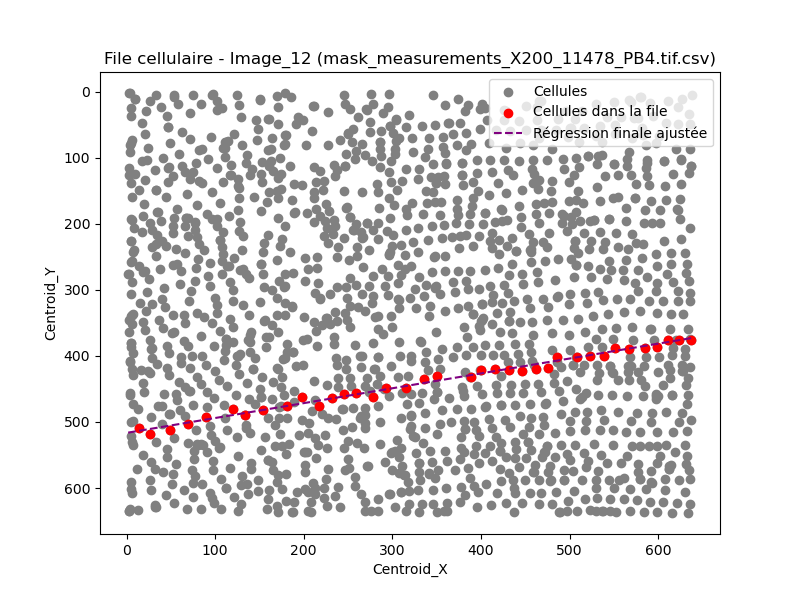 File cellulaire - Image_12 (mask_measurements_X200_11478_PB4.tif.csv)
Cellules
Cellules dans la file
Régression finale ajustée
0
100
200
300
400
500
600
Centroid_Y
0 100 200 300 400 500 600
Centroid_X